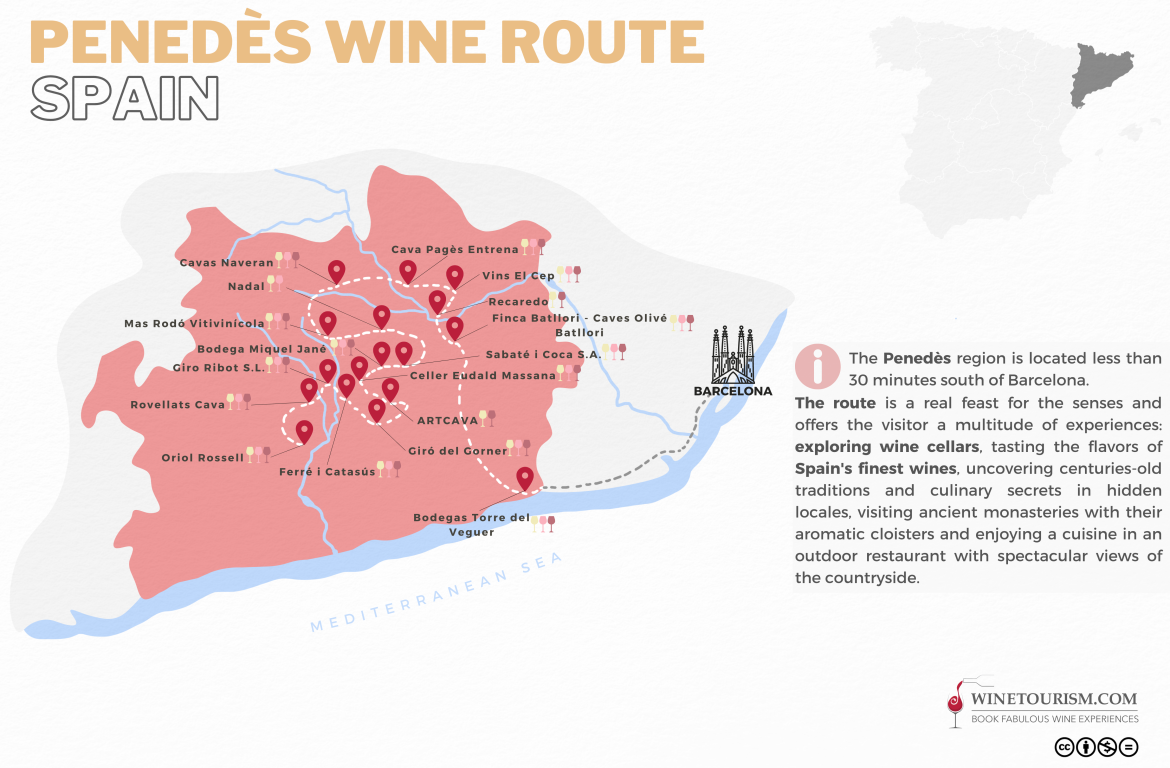 PENEDÈS WINE ROUTE
SPAIN
Cava Pagès Entrena
Cavas Naveran
Vins El Cep
Nadal
Recaredo
Finca Batllori - Caves Olivé
Batllori
Mas Rodó Vitivinícola
Bodega Miquel Jané
Sabaté i Coca S.A.
Giro Ribot S.L.
Celler Eudald Massana
Rovellats Cava
ARTCAVA
Giró del Gorner
Oriol Rossell
Ferré i Catasús
Bodegas Torre del
Veguer
BARCELONA
MEDITERRANEAN SEA
i
The Penedès region is located less than
30 minutes south of Barcelona.
The route is a real feast for the senses and
offers the visitor a multitude of experiences:
exploring wine cellars, tasting the flavors of
Spain's finest wines, uncovering centuries-old
traditions and culinary secrets in hidden
locales, visiting ancient monasteries with their
aromatic cloisters and enjoying a cuisine in an
outdoor restaurant with spectacular views of
the countryside.
WINETOURISM.COM
BOOK FABULOUS WINE EXPERIENCES
cc